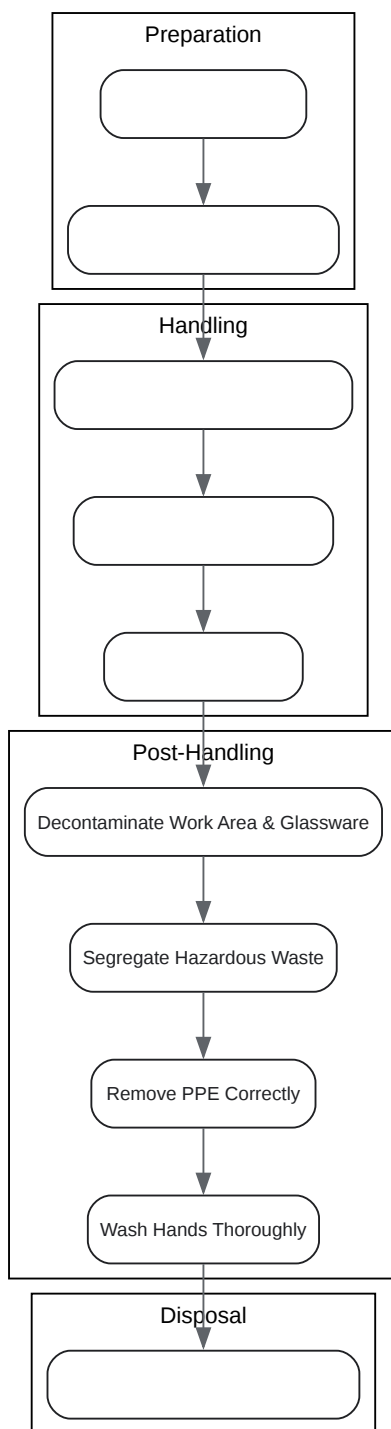 Preparation
Handling
Post-Handling
Decontaminate Work Area & Glassware
Segregate Hazardous Waste
Remove PPE Correctly
Wash Hands Thoroughly
Disposal